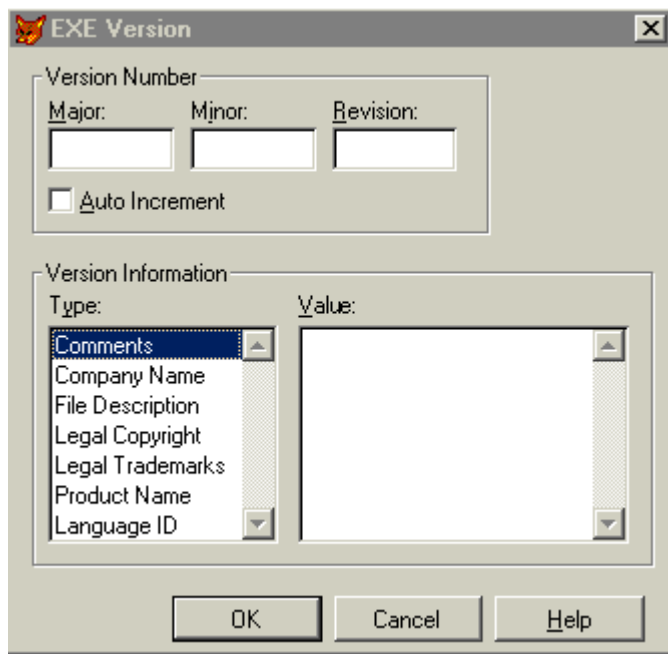 EXE Version
Version Number
Major: Minor: Revision:
Auto Increment
Version Information
Type: Value:
Comments
Company Name
File Description
Legal Copyright
Legal Trademarks
Product Name
Language ID
OK Cancel Help